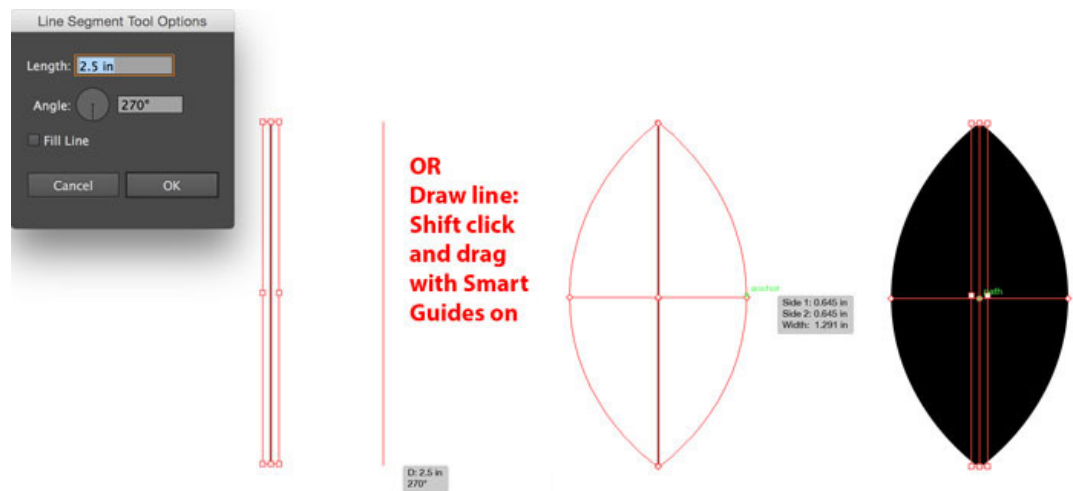 Line Segment Tool Options
Length: 2.5 in
Angle: 270°
Fill Line
Cancel OK
OR
Draw line:
Shift click
and drag
with Smart
Guides on
D: 2.5 in
270°
anchor
Side 1: 0.645 in
Side 2: 0.645 in
Width: 1.291 in
path